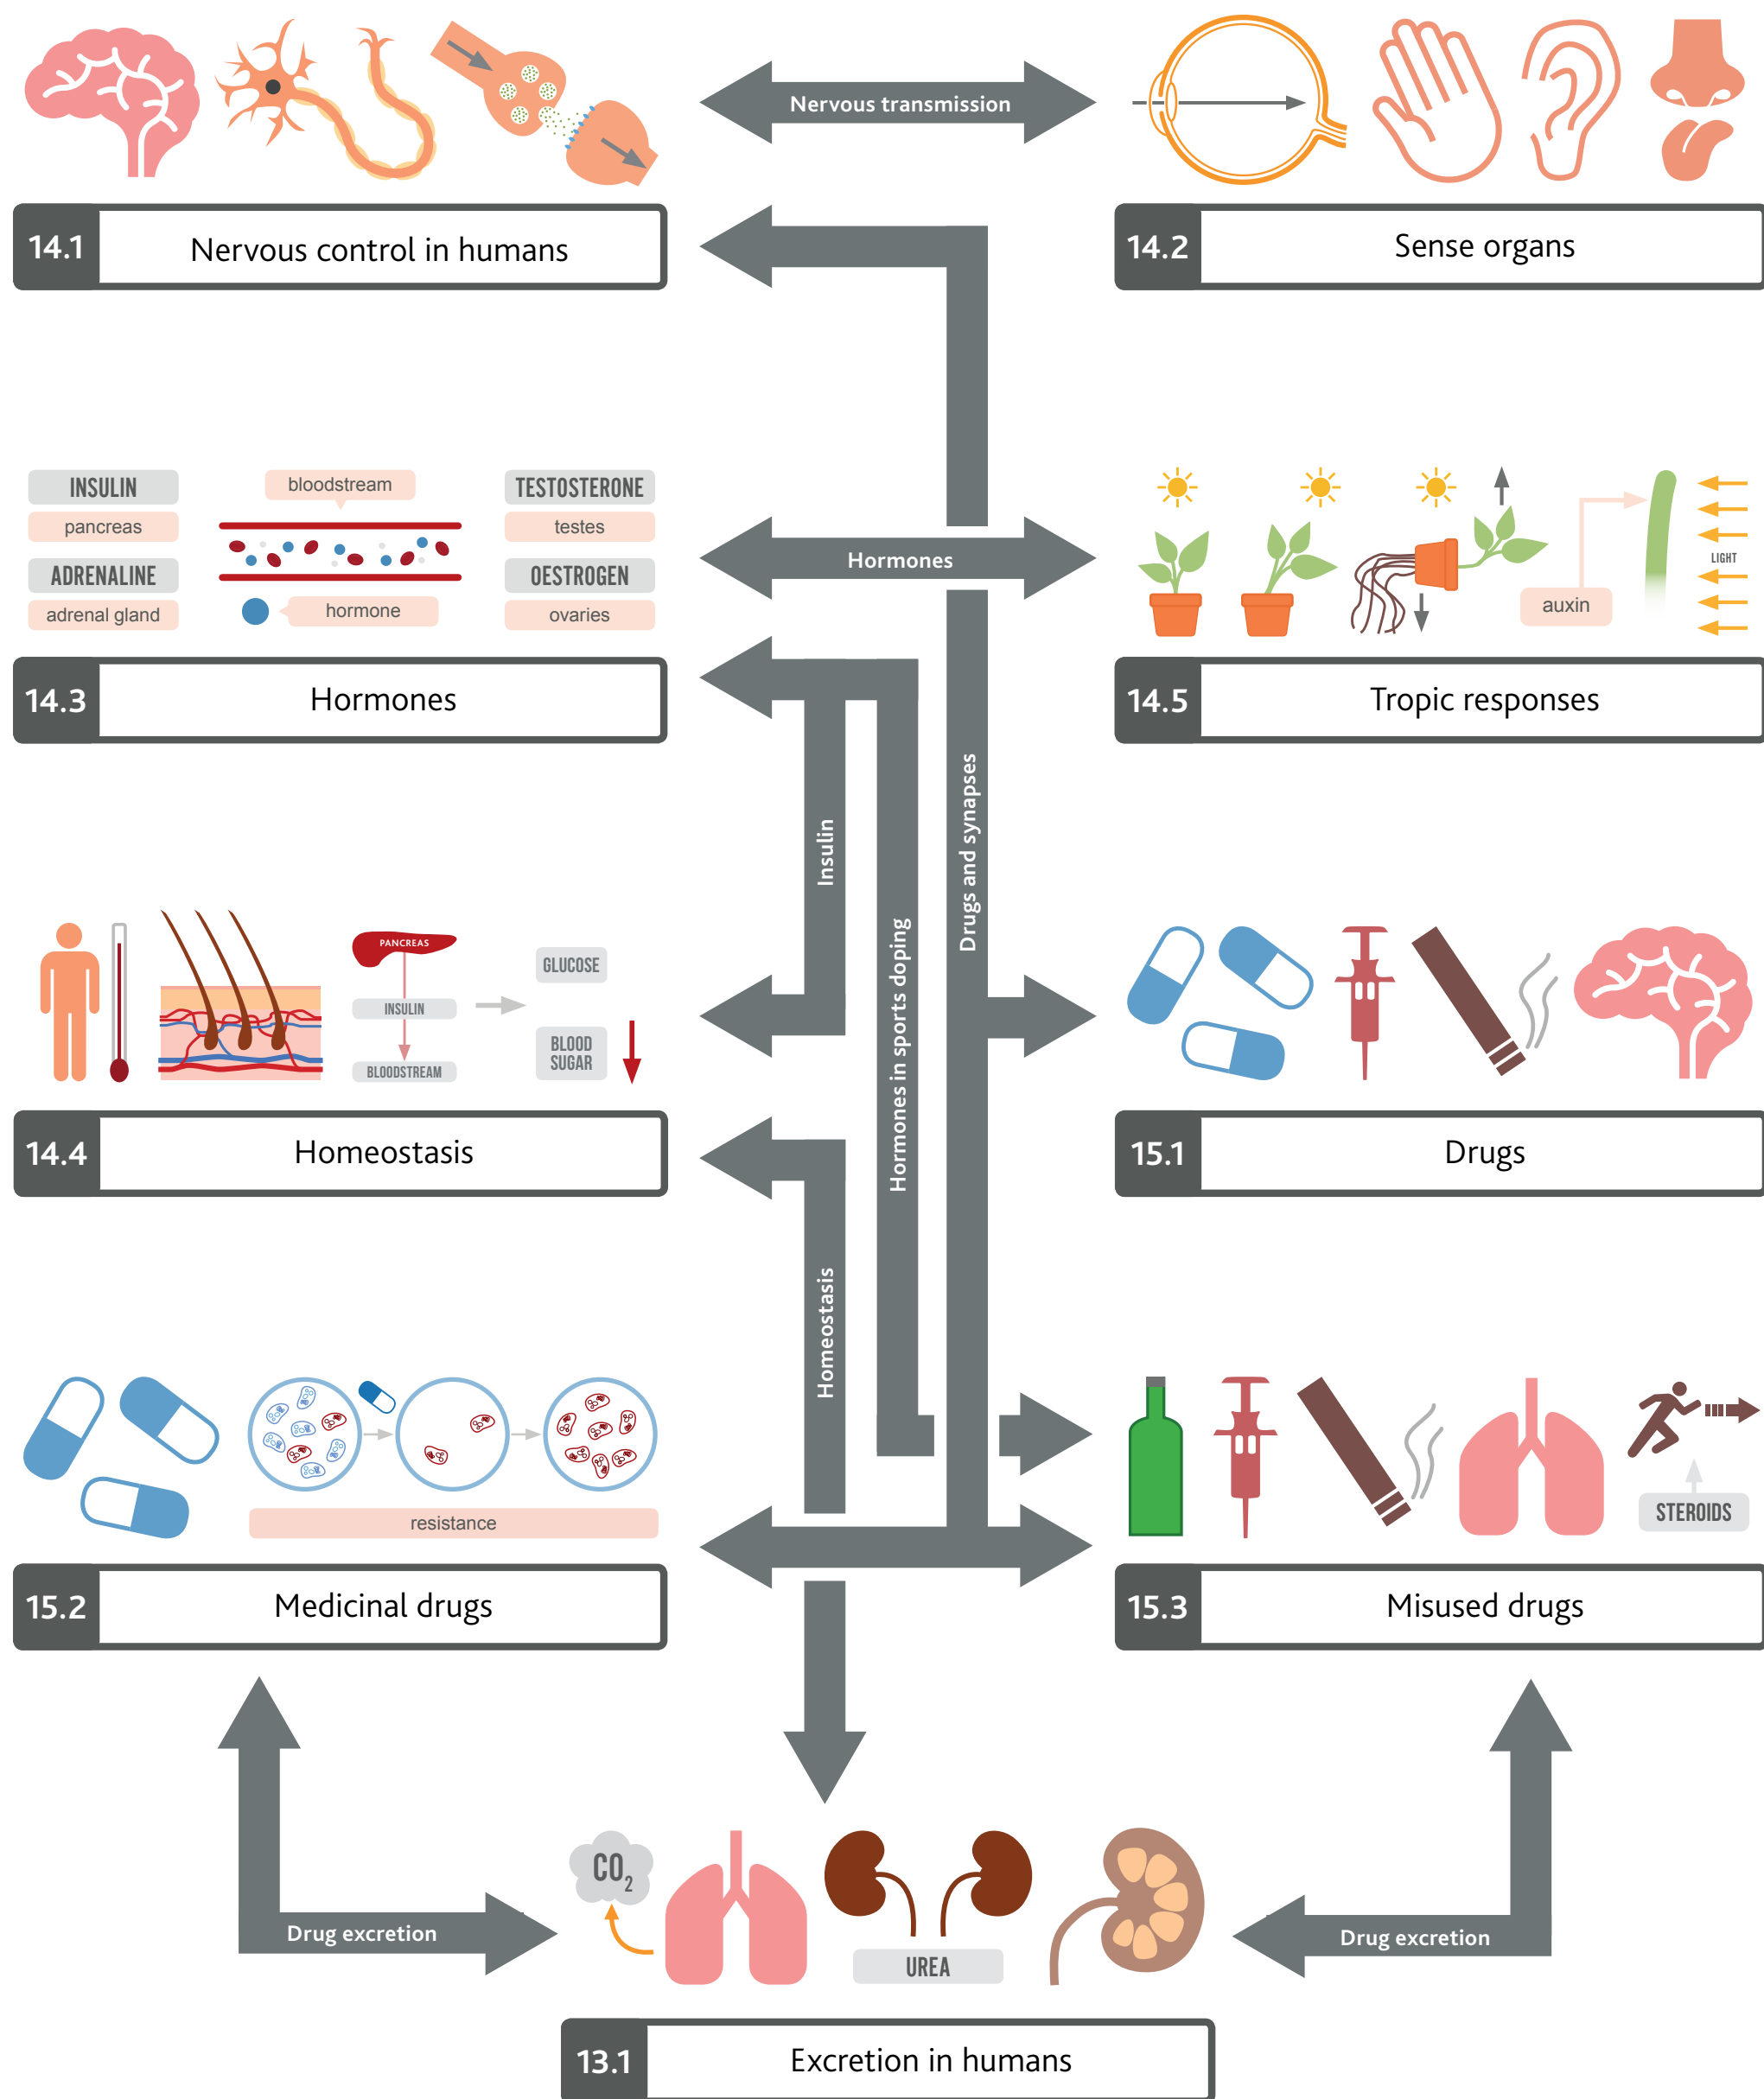 Nervous transmission
14.1 Nervous control in humans
14.2 Sense organs
INSULIN
pancreas
ADRENALINE
adrenal gland
bloodstream
hormone
TESTOSTERONE
testes
OESTROGEN
ovaries
Hormones
auxin
LIGHT
14.3 Hormones
14.5 Tropic responses
Insulin
Hormones in sports doping
Drugs and synapses
PANCREAS
INSULIN
BLOODSTREAM
GLUCOSE
BLOOD
SUGAR
14.4 Homeostasis
15.1 Drugs
Homeostasis
resistance
STEROIDS
15.2 Medicinal drugs
15.3 Misused drugs
Drug excretion
CO₂
UREA
Drug excretion
13.1 Excretion in humans